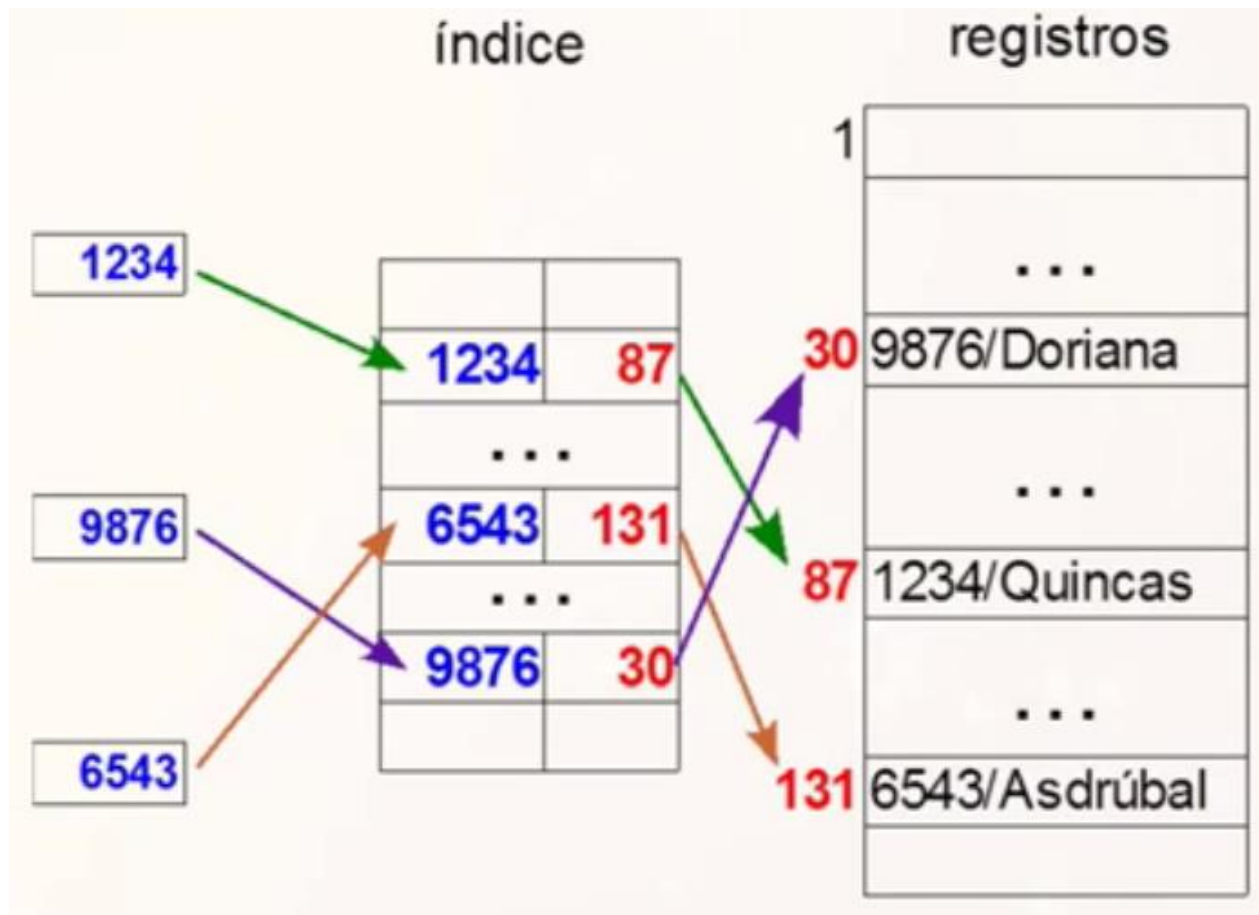 índice
registros
1
1234
...
1234 87
30 9876/Doriana
...
...
9876
6543 131
87 1234/Quincas
...
9876 30
...
6543
131 6543/Asdrúbal